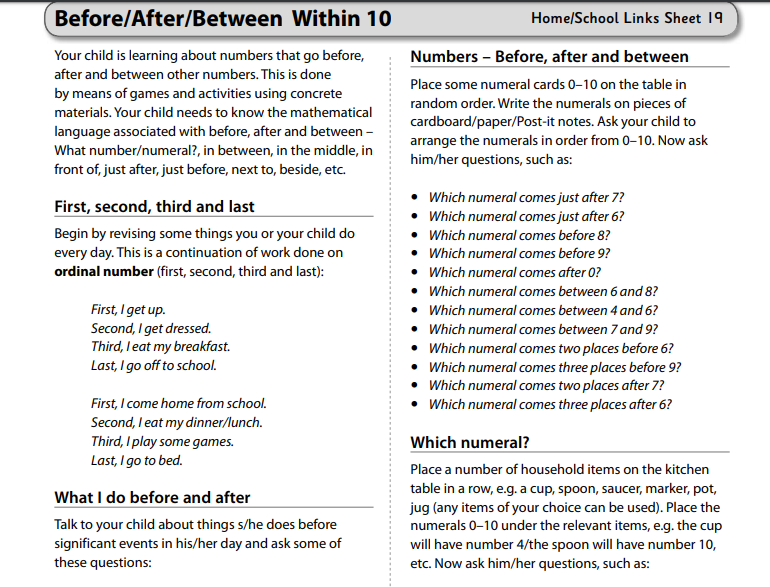 Before/After/Between Within 10
Home/School Links Sheet 19
Your child is learning about numbers that go before,
after and between other numbers. This is done
by means of games and activities using concrete
materials. Your child needs to know the mathematical
language associated with before, after and between –
What number/numeral?, in between, in the middle, in
front of, just after, just before, next to, beside, etc.
First, second, third and last
Begin by revising some things you or your child do
every day. This is a continuation of work done on
ordinal number (first, second, third and last):
First, I get up.
Second, I get dressed.
Third, I eat my breakfast.
Last, I go off to school.
First, I come home from school.
Second, I eat my dinner/lunch.
Third, I play some games.
Last, I go to bed.
What I do before and after
Talk to your child about things s/he does before
significant events in his/her day and ask some of
these questions:
Numbers – Before, after and between
Place some numeral cards 0–10 on the table in
random order. Write the numerals on pieces of
cardboard/paper/Post-it notes. Ask your child to
arrange the numerals in order from 0–10. Now ask
him/her questions, such as:
• Which numeral comes just after 7?
• Which numeral comes just after 6?
• Which numeral comes before 8?
• Which numeral comes before 9?
• Which numeral comes after 0?
• Which numeral comes between 6 and 8?
• Which numeral comes between 4 and 6?
• Which numeral comes between 7 and 9?
• Which numeral comes two places before 6?
• Which numeral comes three places before 9?
• Which numeral comes two places after 7?
• Which numeral comes three places after 6?
Which numeral?
Place a number of household items on the kitchen
table in a row, e.g. a cup, spoon, saucer, marker, pot,
jug (any items of your choice can be used). Place the
numerals 0–10 under the relevant items, e.g. the cup
will have number 4/the spoon will have number 10,
etc. Now ask him/her questions, such as: